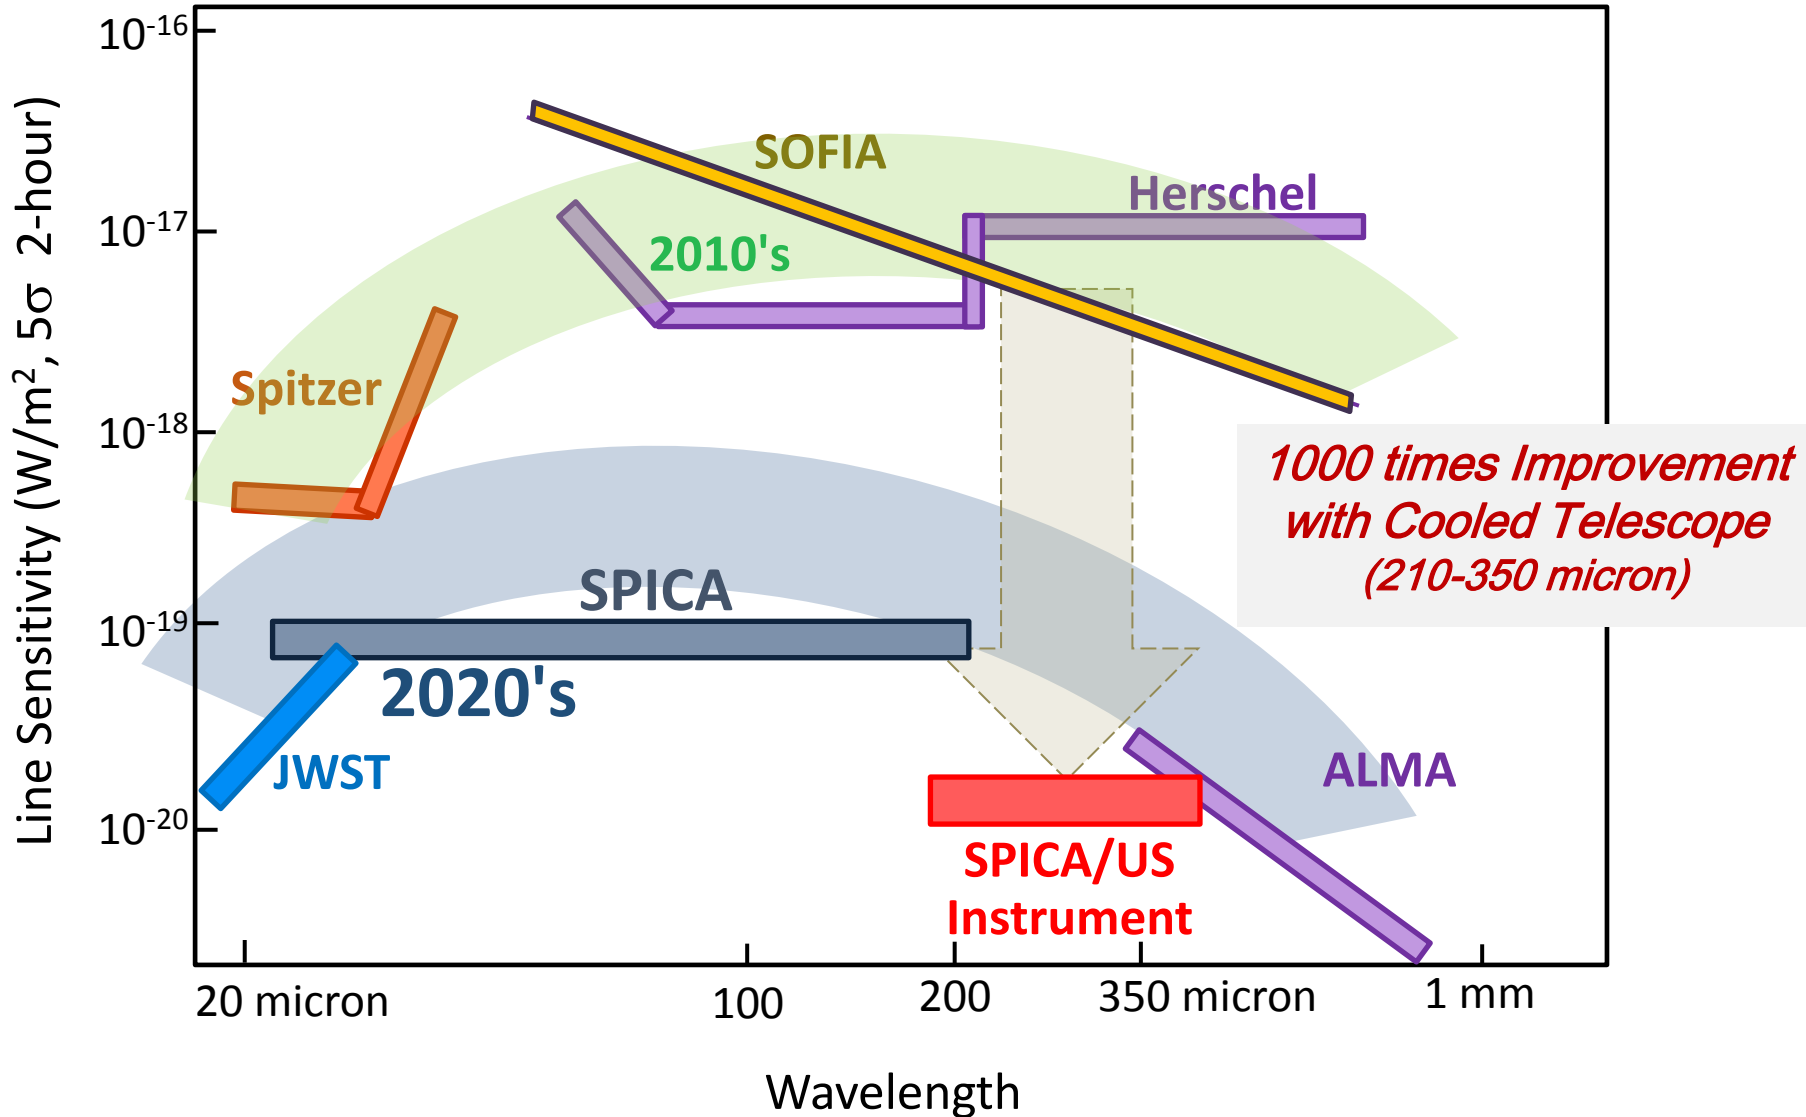 10-16
10-17
10-18
10-19
10-20
Line Sensitivity (W/m2, 5σ 2-hour)
SOFIA
Herschel
2010's
Spitzer
1000 times Improvement
with Cooled Telescope
(210-350 micron)
SPICA
2020's
JWST
ALMA
SPICA/US
Instrument
20 micron
100
200
350 micron
1 mm
Wavelength